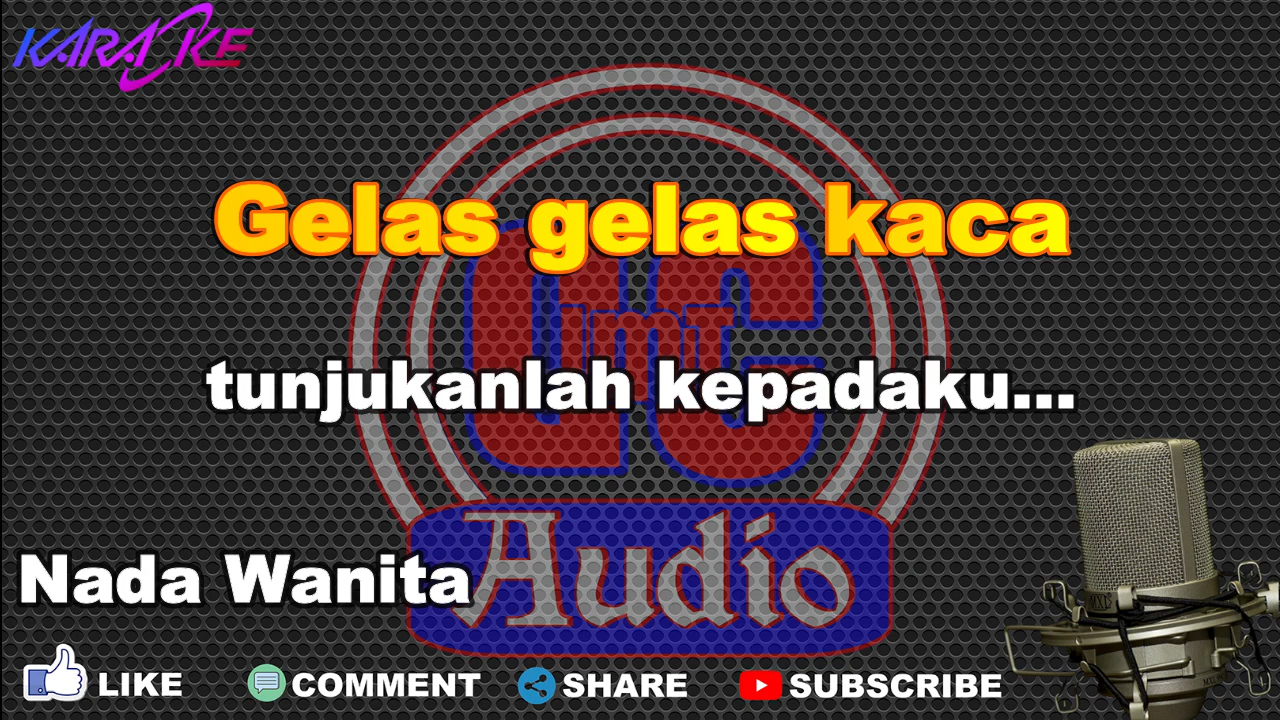 KARAOKE
Gelas gelas kaca
tunjukanlah kepadaku...
Audio
Nada Wanita
LIKE
COMMENT
SHARE
SUBSCRIBE